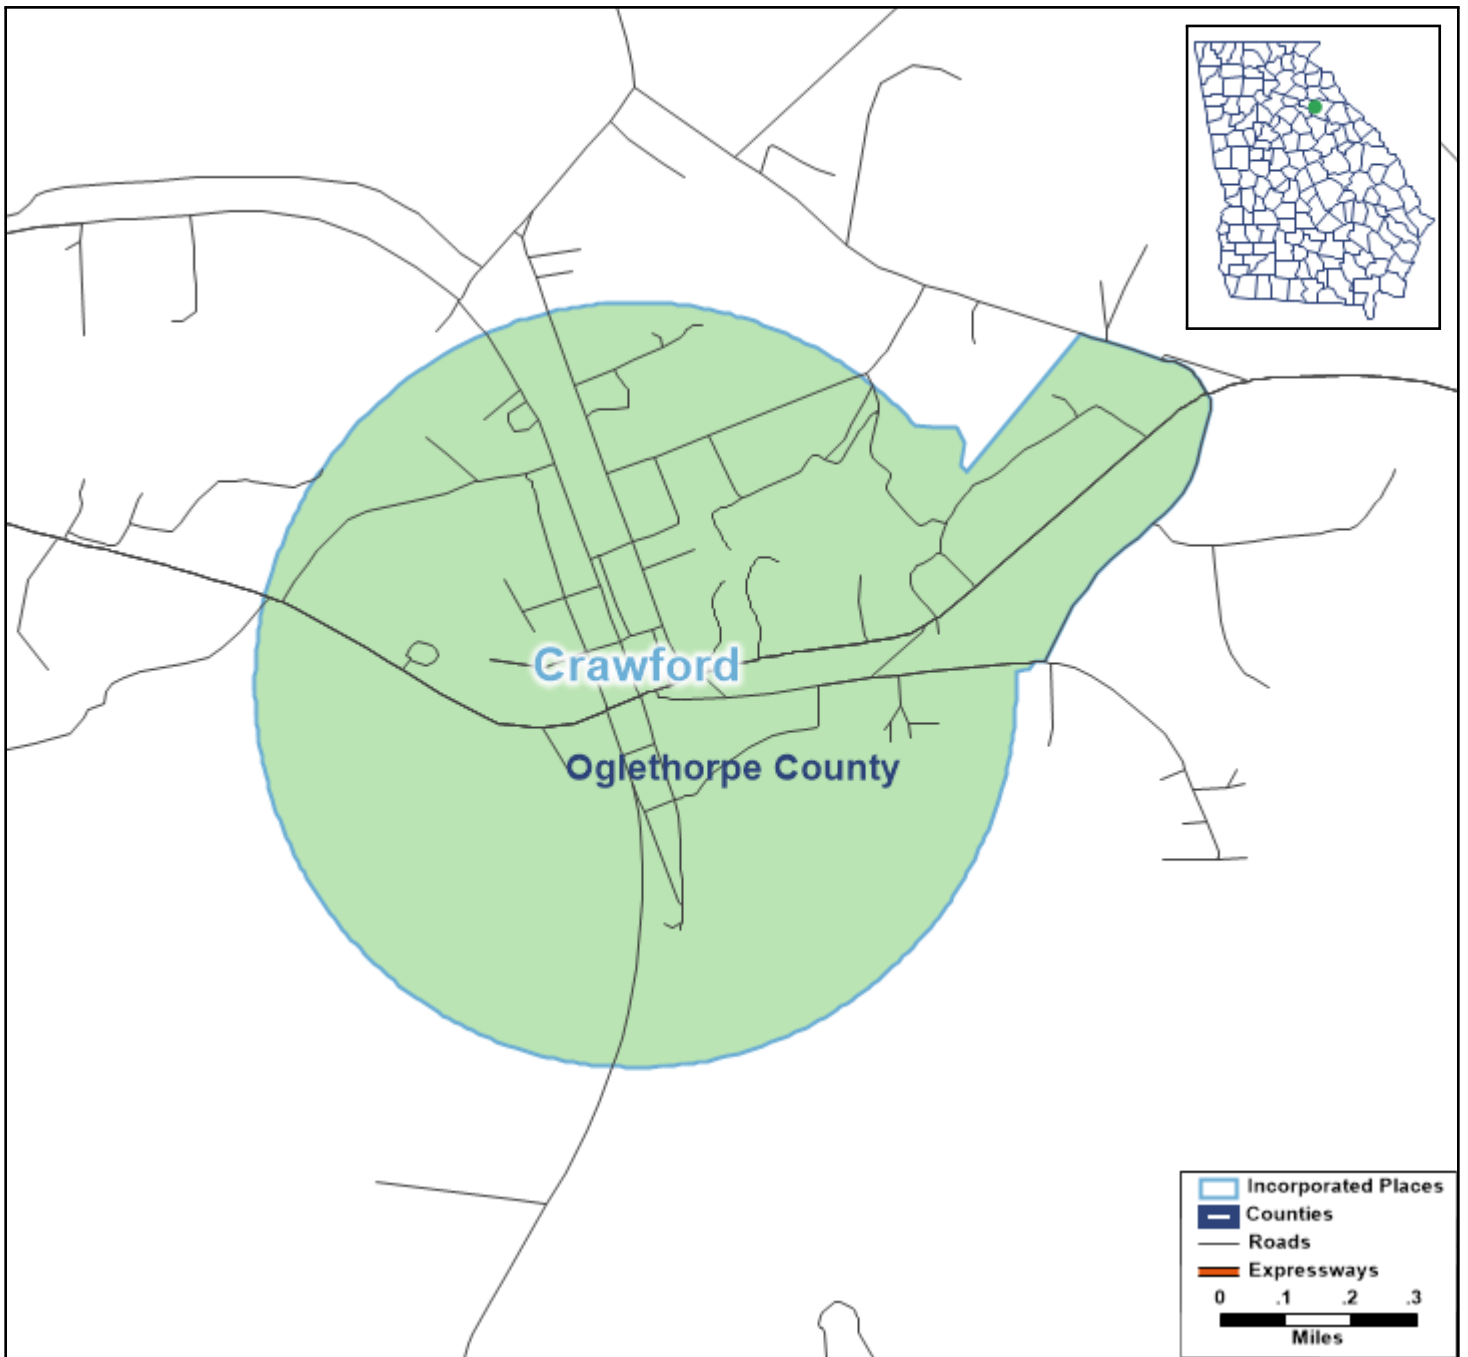 Crawford
Oglethorpe County
Incorporated Places
Counties
Roads
Expressways
0 .1 .2 .3
Miles